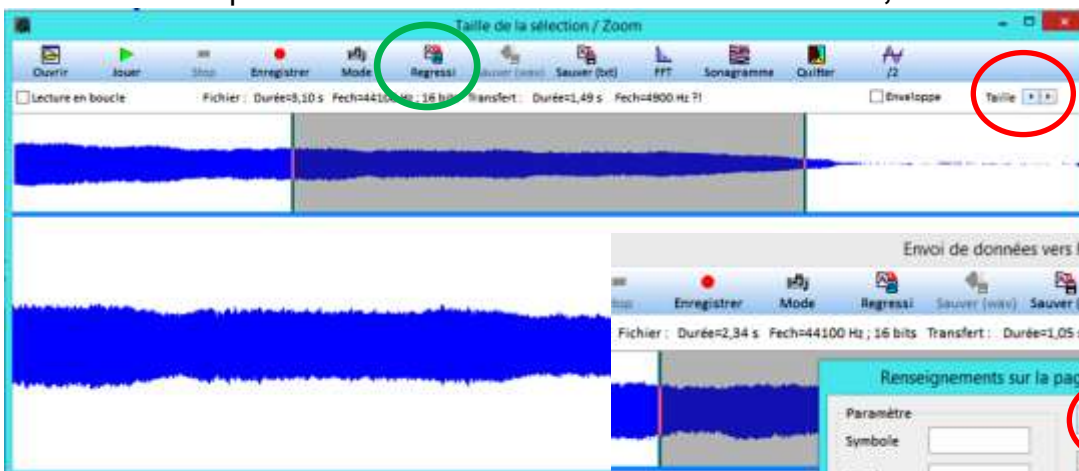 Taille de la sélection / Zoom
Ouvrir Jouer Stop Enregistrer Mode Regressi Sauver (wav) Sauver (bit) FFT Sonagramme Quitter /2
Lecture en boucle Fichier : Durée=3,10 s Fech=44100 Hz ; 16 bits Transfert : Durée=1,49 s Fech=4900 Hz ?! Enveloppe Taille
Envoi de données vers
Stop Enregistrer Mode Regressi Sauver (wav) Sauver (
Fichier : Durée=2,34 s Fech=44100 Hz ; 16 bits Transfert : Durée=1,05 s
Renseignements sur la pag
Paramètre
Symbole